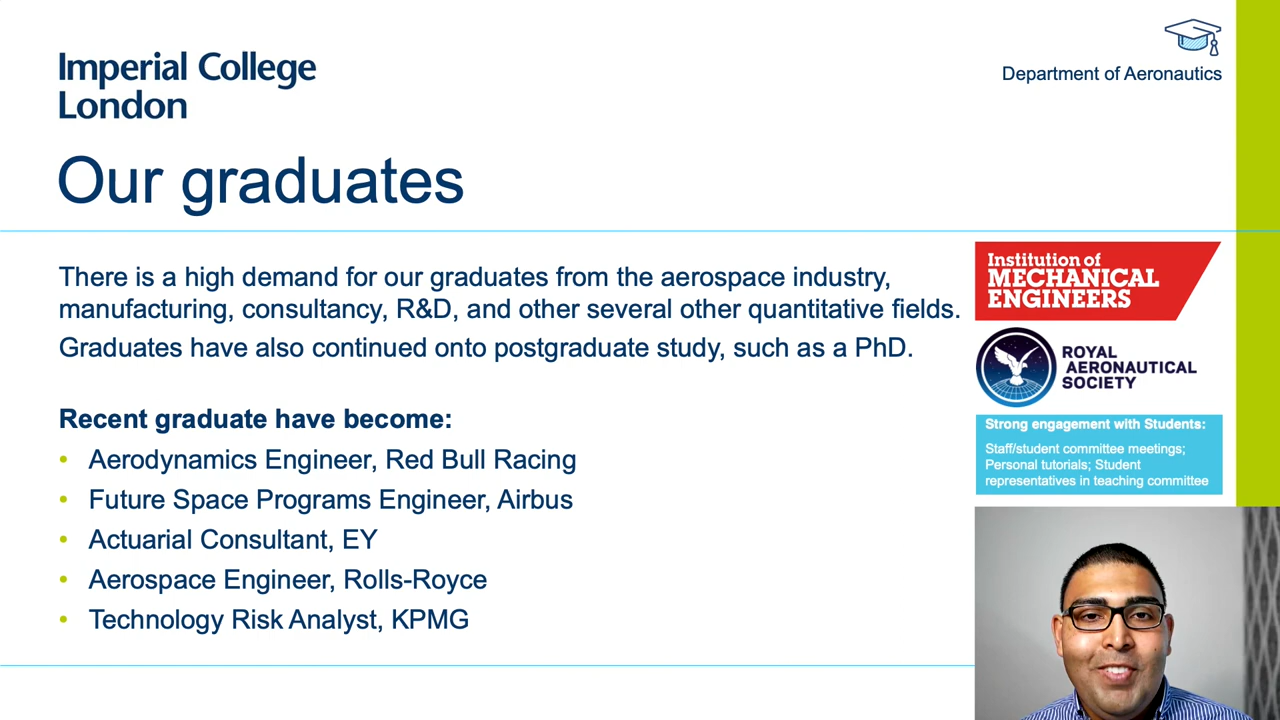 Imperial College
London
Department of Aeronautics
Our graduates
There is a high demand for our graduates from the aerospace industry,
manufacturing, consultancy, R&D, and other several other quantitative fields.
Graduates have also continued onto postgraduate study, such as a PhD.
Recent graduate have become:
• Aerodynamics Engineer, Red Bull Racing
• Future Space Programs Engineer, Airbus
• Actuarial Consultant, EY
• Aerospace Engineer, Rolls-Royce
• Technology Risk Analyst, KPMG
Institution of
MECHANICAL
ENGINEERS
ROYAL
AERONAUTICAL
SOCIETY
Strong engagement with Students:
Staff/student committee meetings;
Personal tutorials; Student
representatives in teaching committee